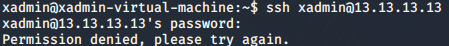 xadmin@xadmin-virtual-machine:~$ ssh xadmin@13.13.13.13
xadmin@13.13.13.13's password:
Permission denied, please try again.